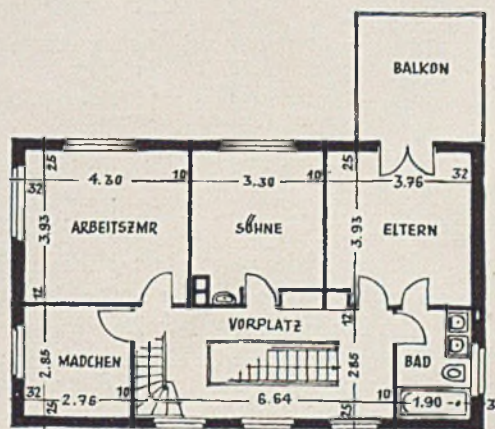 BALKON
25 25
4.30 10 3.30 10 3.76 32
32
3.93 3.93
ARBEITSZMR SÖHNE ELTERN
12 12
VORPLATZ
2.86 2.86
MÄDCHEN BAD
32 2.76 10 6.64 10 1.90
25 25